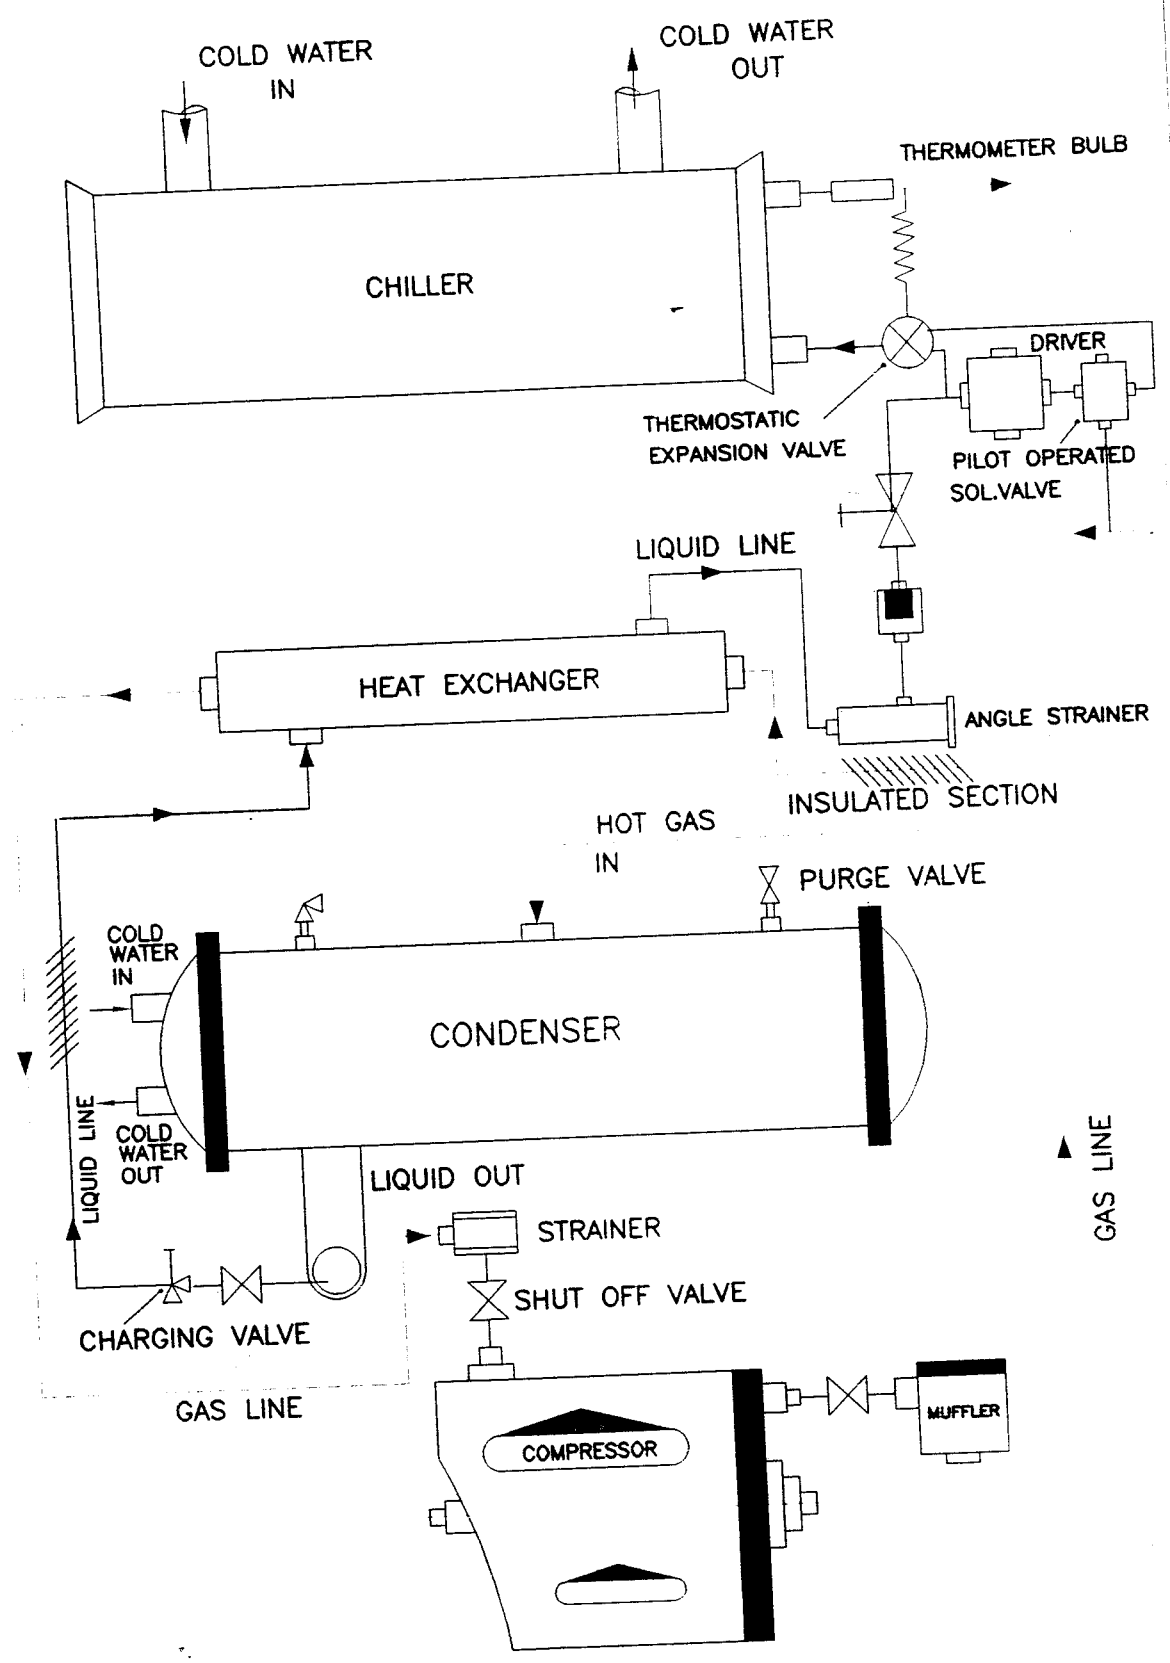 COLD WATER
IN
COLD WATER
OUT
THERMOMETER BULB
CHILLER
DRIVER
THERMOSTATIC
EXPANSION VALVE
PILOT OPERATED
SOL.VALVE
LIQUID LINE
HEAT EXCHANGER
ANGLE STRAINER
INSULATED SECTION
HOT GAS
IN
PURGE VALVE
COLD
WATER
IN
CONDENSER
LIQUID LINE
COLD
WATER
OUT
LIQUID OUT
GAS LINE
STRAINER
SHUT OFF VALVE
CHARGING VALVE
GAS LINE
MUFFLER
COMPRESSOR